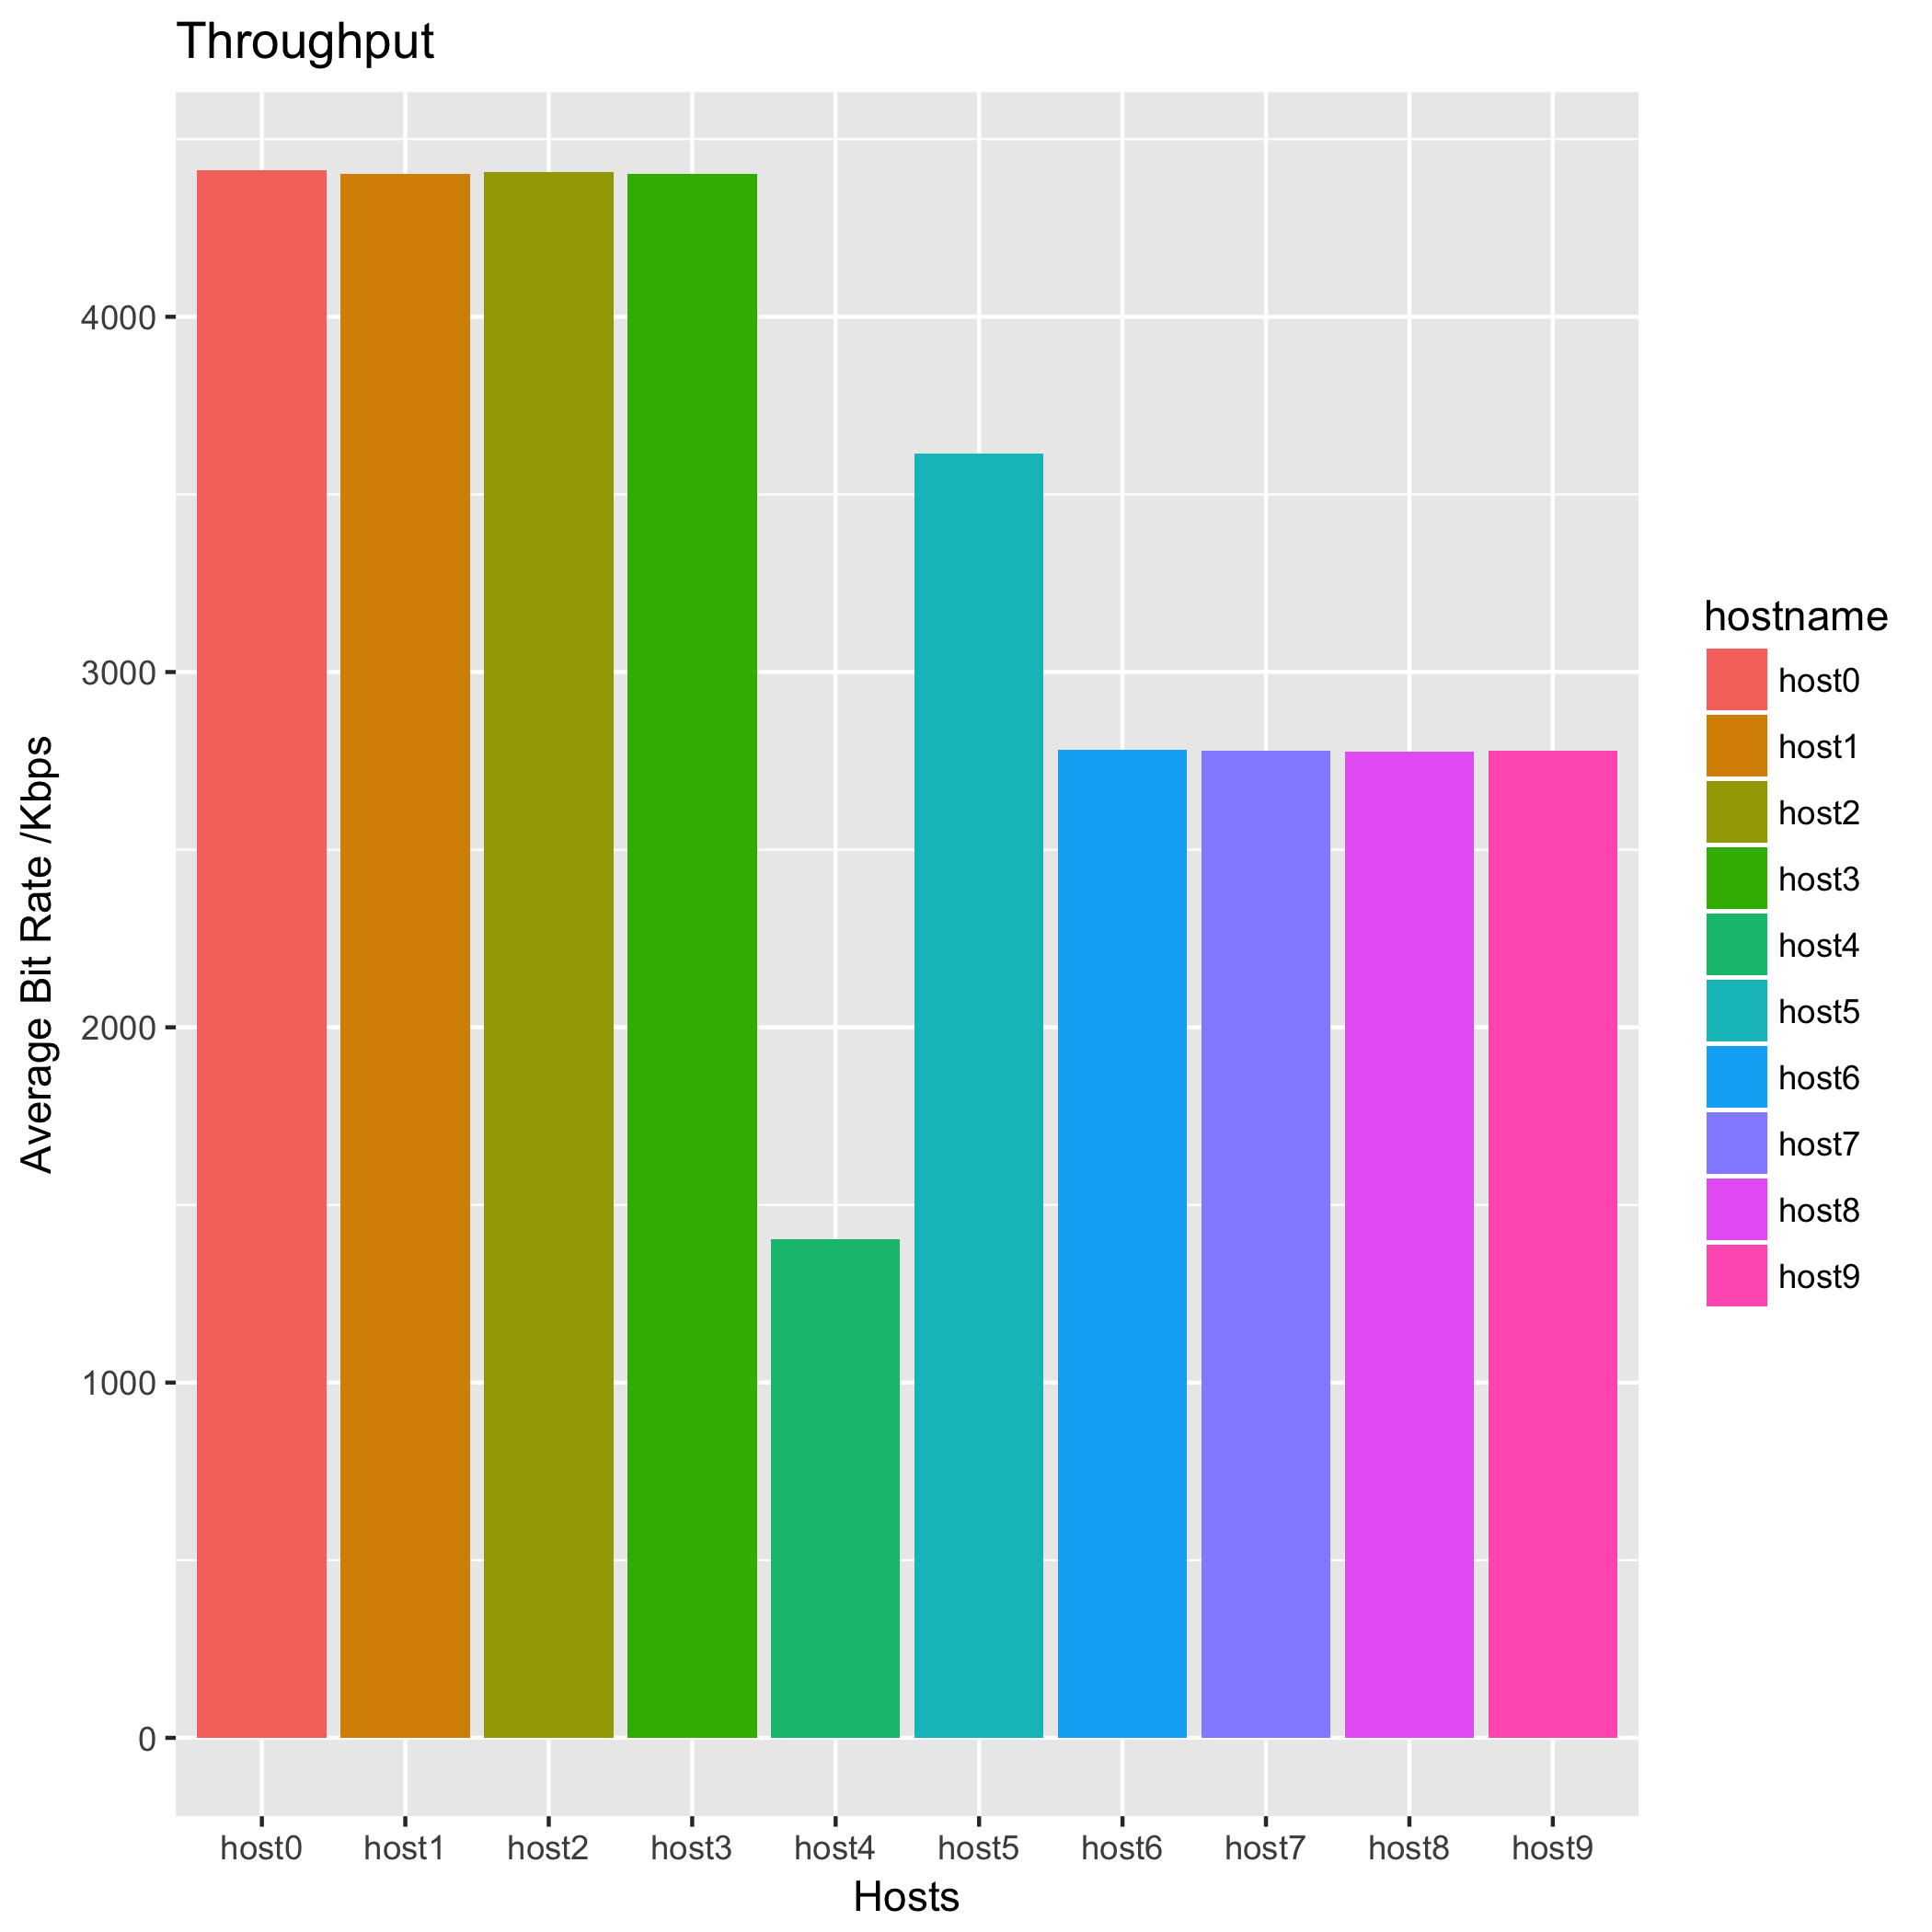 Throughput
Average Bit Rate /Kbps
4000
3000
2000
1000
0
host0 host1 host2 host3 host4 host5 host6 host7 host8 host9
Hosts
hostname
host0
host1
host2
host3
host4
host5
host6
host7
host8
host9